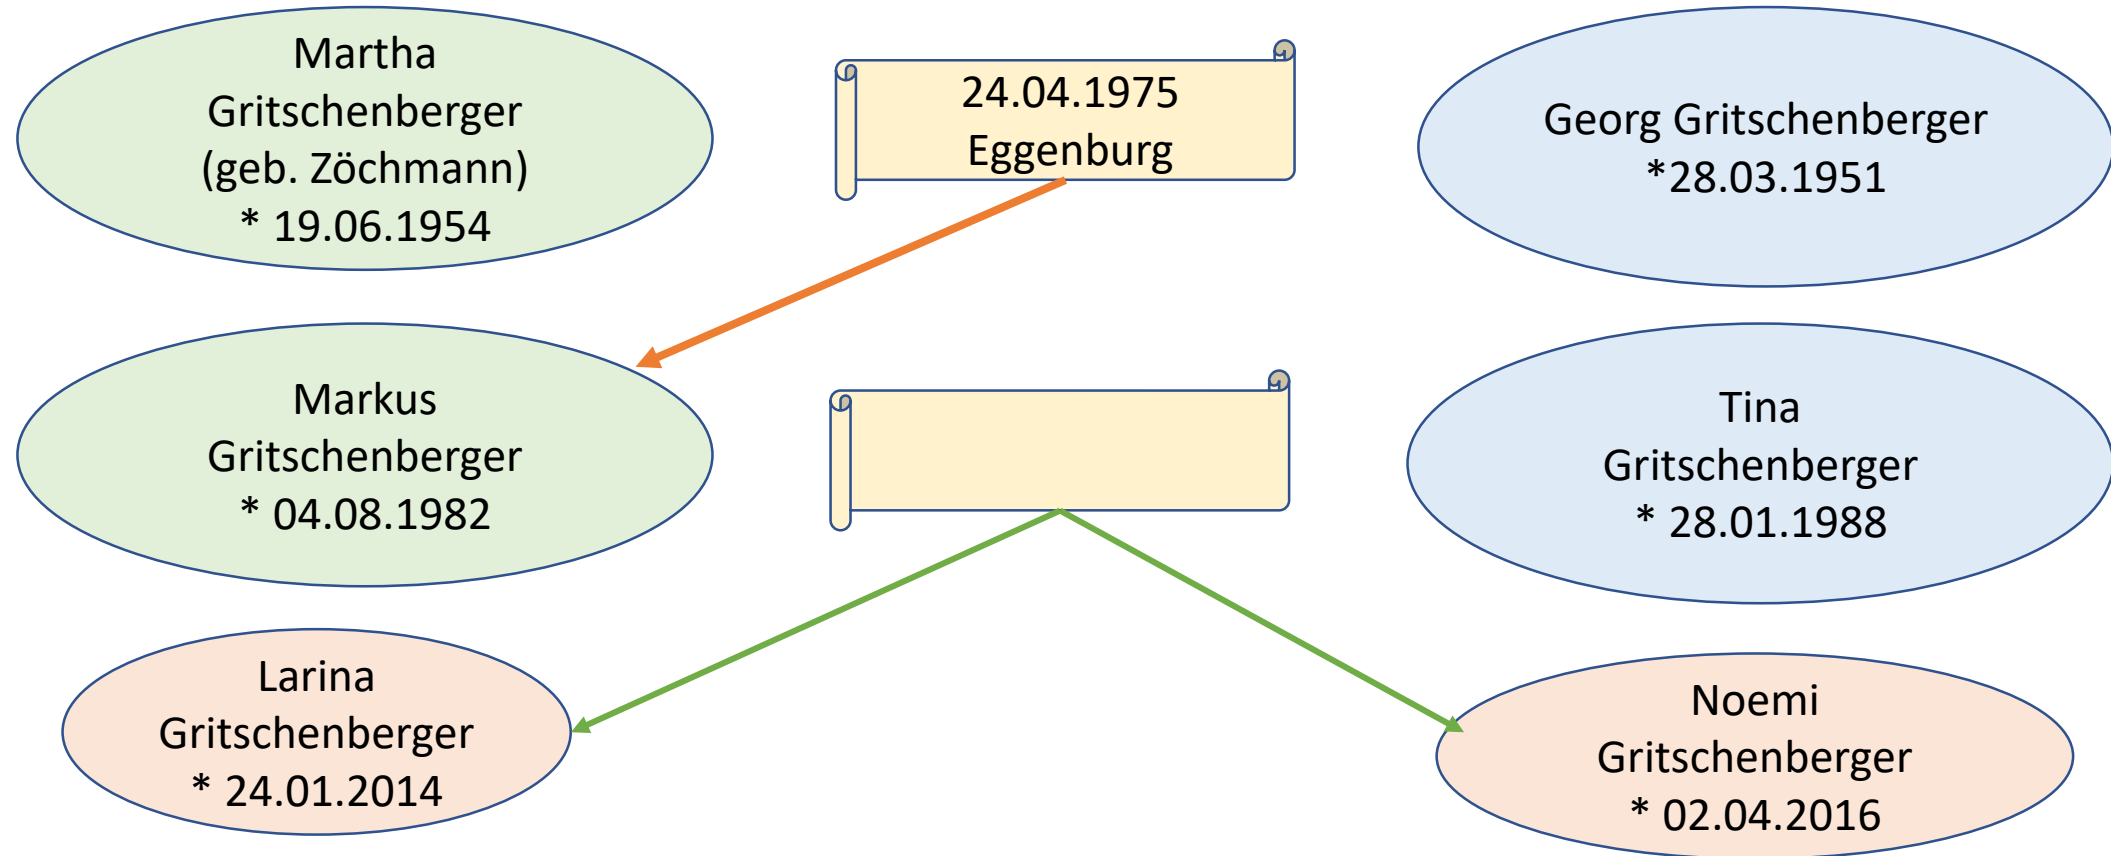 Martha
Gritschenberger
(geb. Zöchmann)
* 19.06.1954
24.04.1975
Eggenburg
Georg Gritschenberger
*28.03.1951
Markus
Gritschenberger
* 04.08.1982
Tina
Gritschenberger
* 28.01.1988
Larina
Gritschenberger
* 24.01.2014
Noemi
Gritschenberger
* 02.04.2016